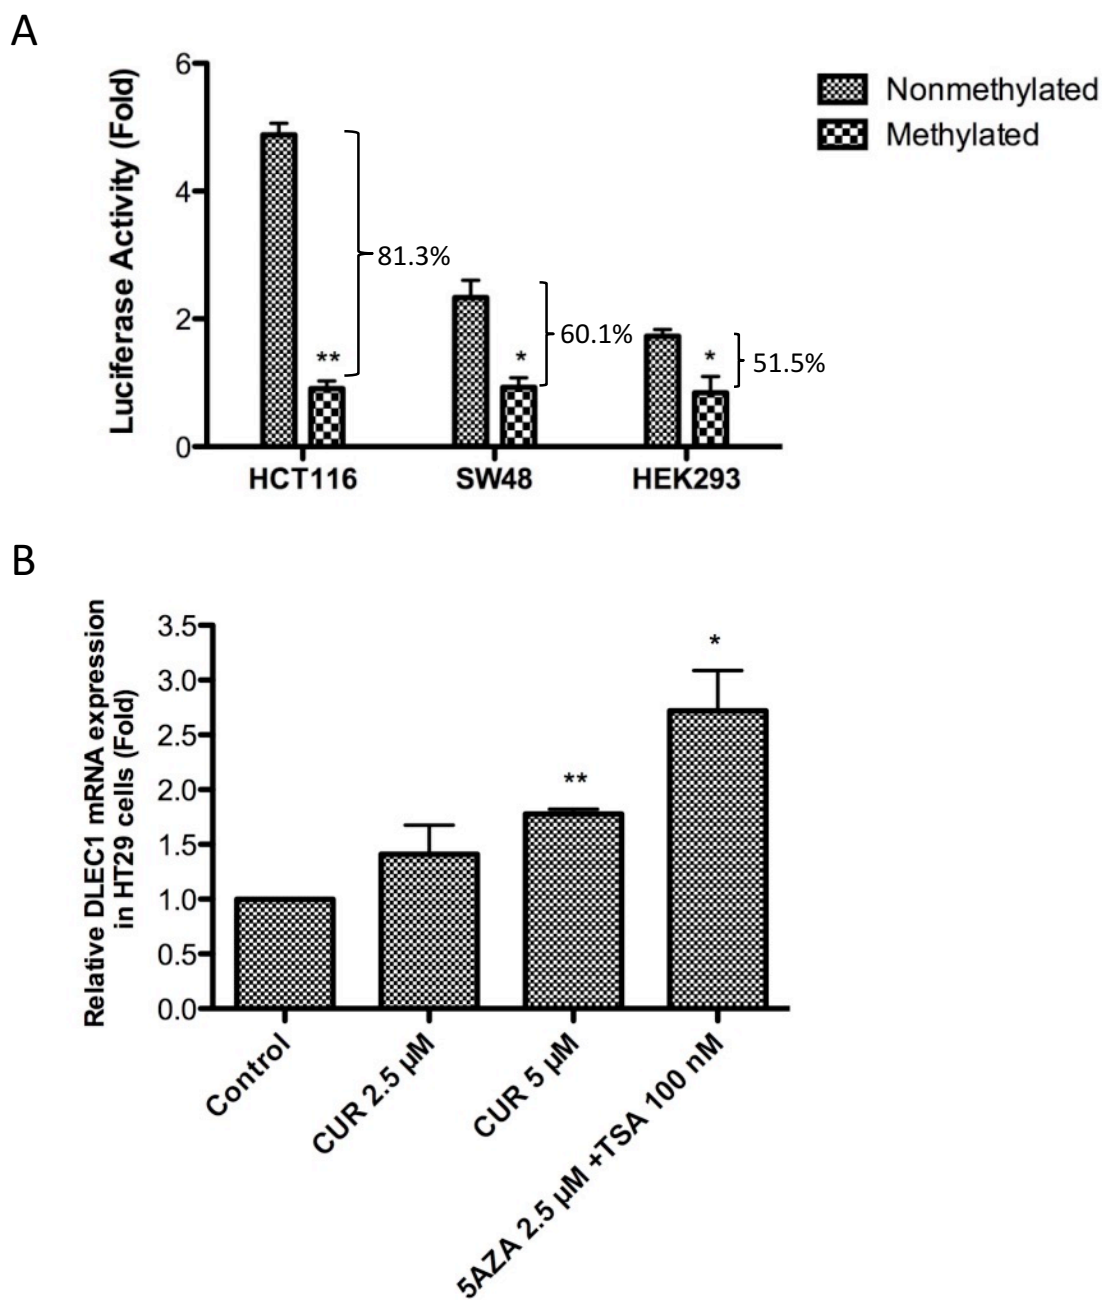 A
Luciferase Activity (Fold)
6
4
2
0
Nonmethylated
Methylated
81.3%
60.1%
51.5%
**
*
*
HCT116 SW48 HEK293
B
Relative DLEC1 mRNA expression
in HT29 cells (Fold)
3.5
3.0
2.5
2.0
1.5
1.0
0.5
0.0
**
*
Control
CUR 2.5 µM
CUR 5 µM
5AZA 2.5 µM +TSA 100 nM